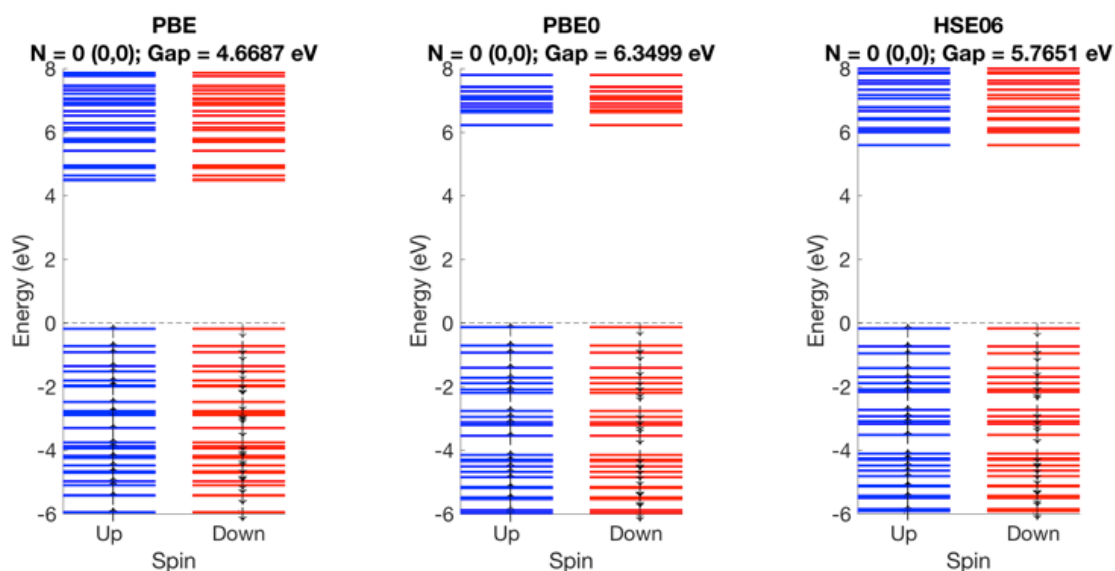 PBE
N = 0 (0,0); Gap = 4.6687 eV
8
6
4
2
0
-2
-4
-6
Energy (eV)
Up Down
Spin
PBE0
N = 0 (0,0); Gap = 6.3499 eV
8
6
4
2
0
-2
-4
-6
Energy (eV)
Up Down
Spin
HSE06
N = 0 (0,0); Gap = 5.7651 eV
8
6
4
2
0
-2
-4
-6
Energy (eV)
Up Down
Spin